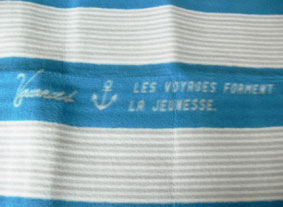 LES VOYAGES FORMENT
LA JEUNESSE.